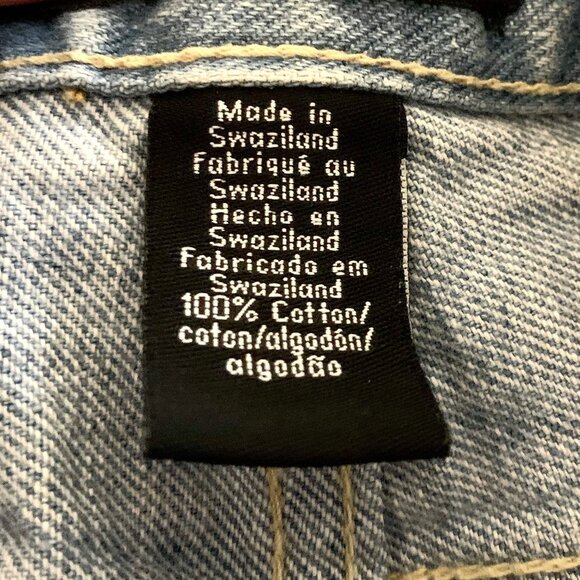 Made in
Swaziland
Fabriqué au
Swaziland
Hecho en
Swaziland
Fabricado em
Swaziland
100% Cotton/
coton/algodón/
algodão